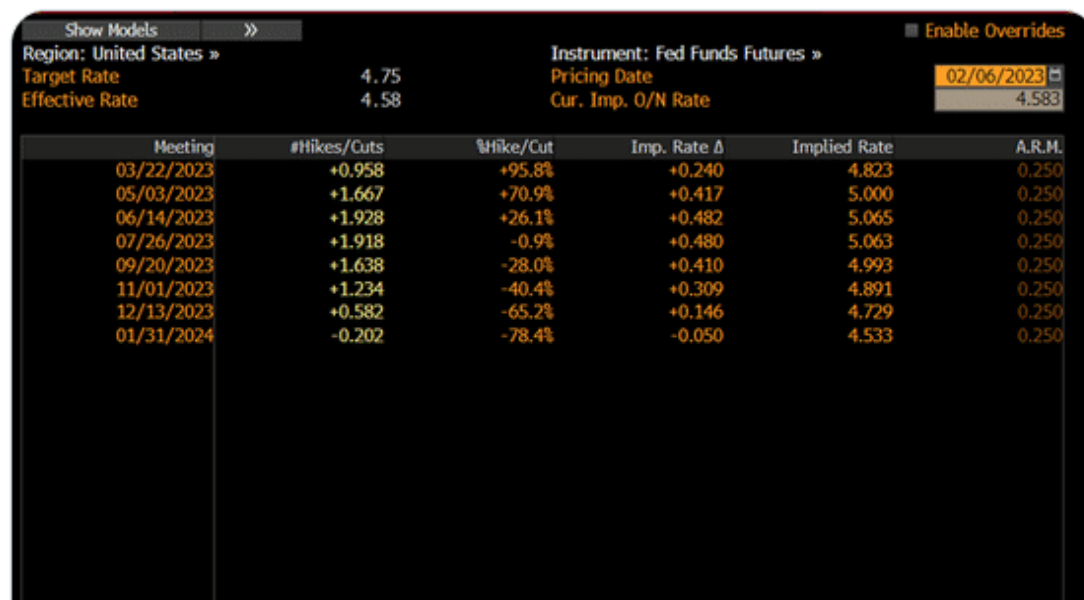 Show Models » Enable Overrides
Region: United States » Instrument: Fed Funds Futures »
Target Rate 4.75 Pricing Date 02/06/2023
Effective Rate 4.58 Cur. Imp. O/N Rate 4.583
Meeting #Hikes/Cuts %Hike/Cut Imp. Rate Δ Implied Rate A.R.M.
03/22/2023 +0.958 +95.8% +0.240 4.823 0.250
05/03/2023 +1.667 +70.9% +0.417 5.000 0.250
06/14/2023 +1.928 +26.1% +0.482 5.065 0.250
07/26/2023 +1.918 -0.9% +0.480 5.063 0.250
09/20/2023 +1.638 -28.0% +0.410 4.993 0.250
11/01/2023 +1.234 -40.4% +0.309 4.891 0.250
12/13/2023 +0.582 -65.2% +0.146 4.729 0.250
01/31/2024 -0.202 -78.4% -0.050 4.533 0.250